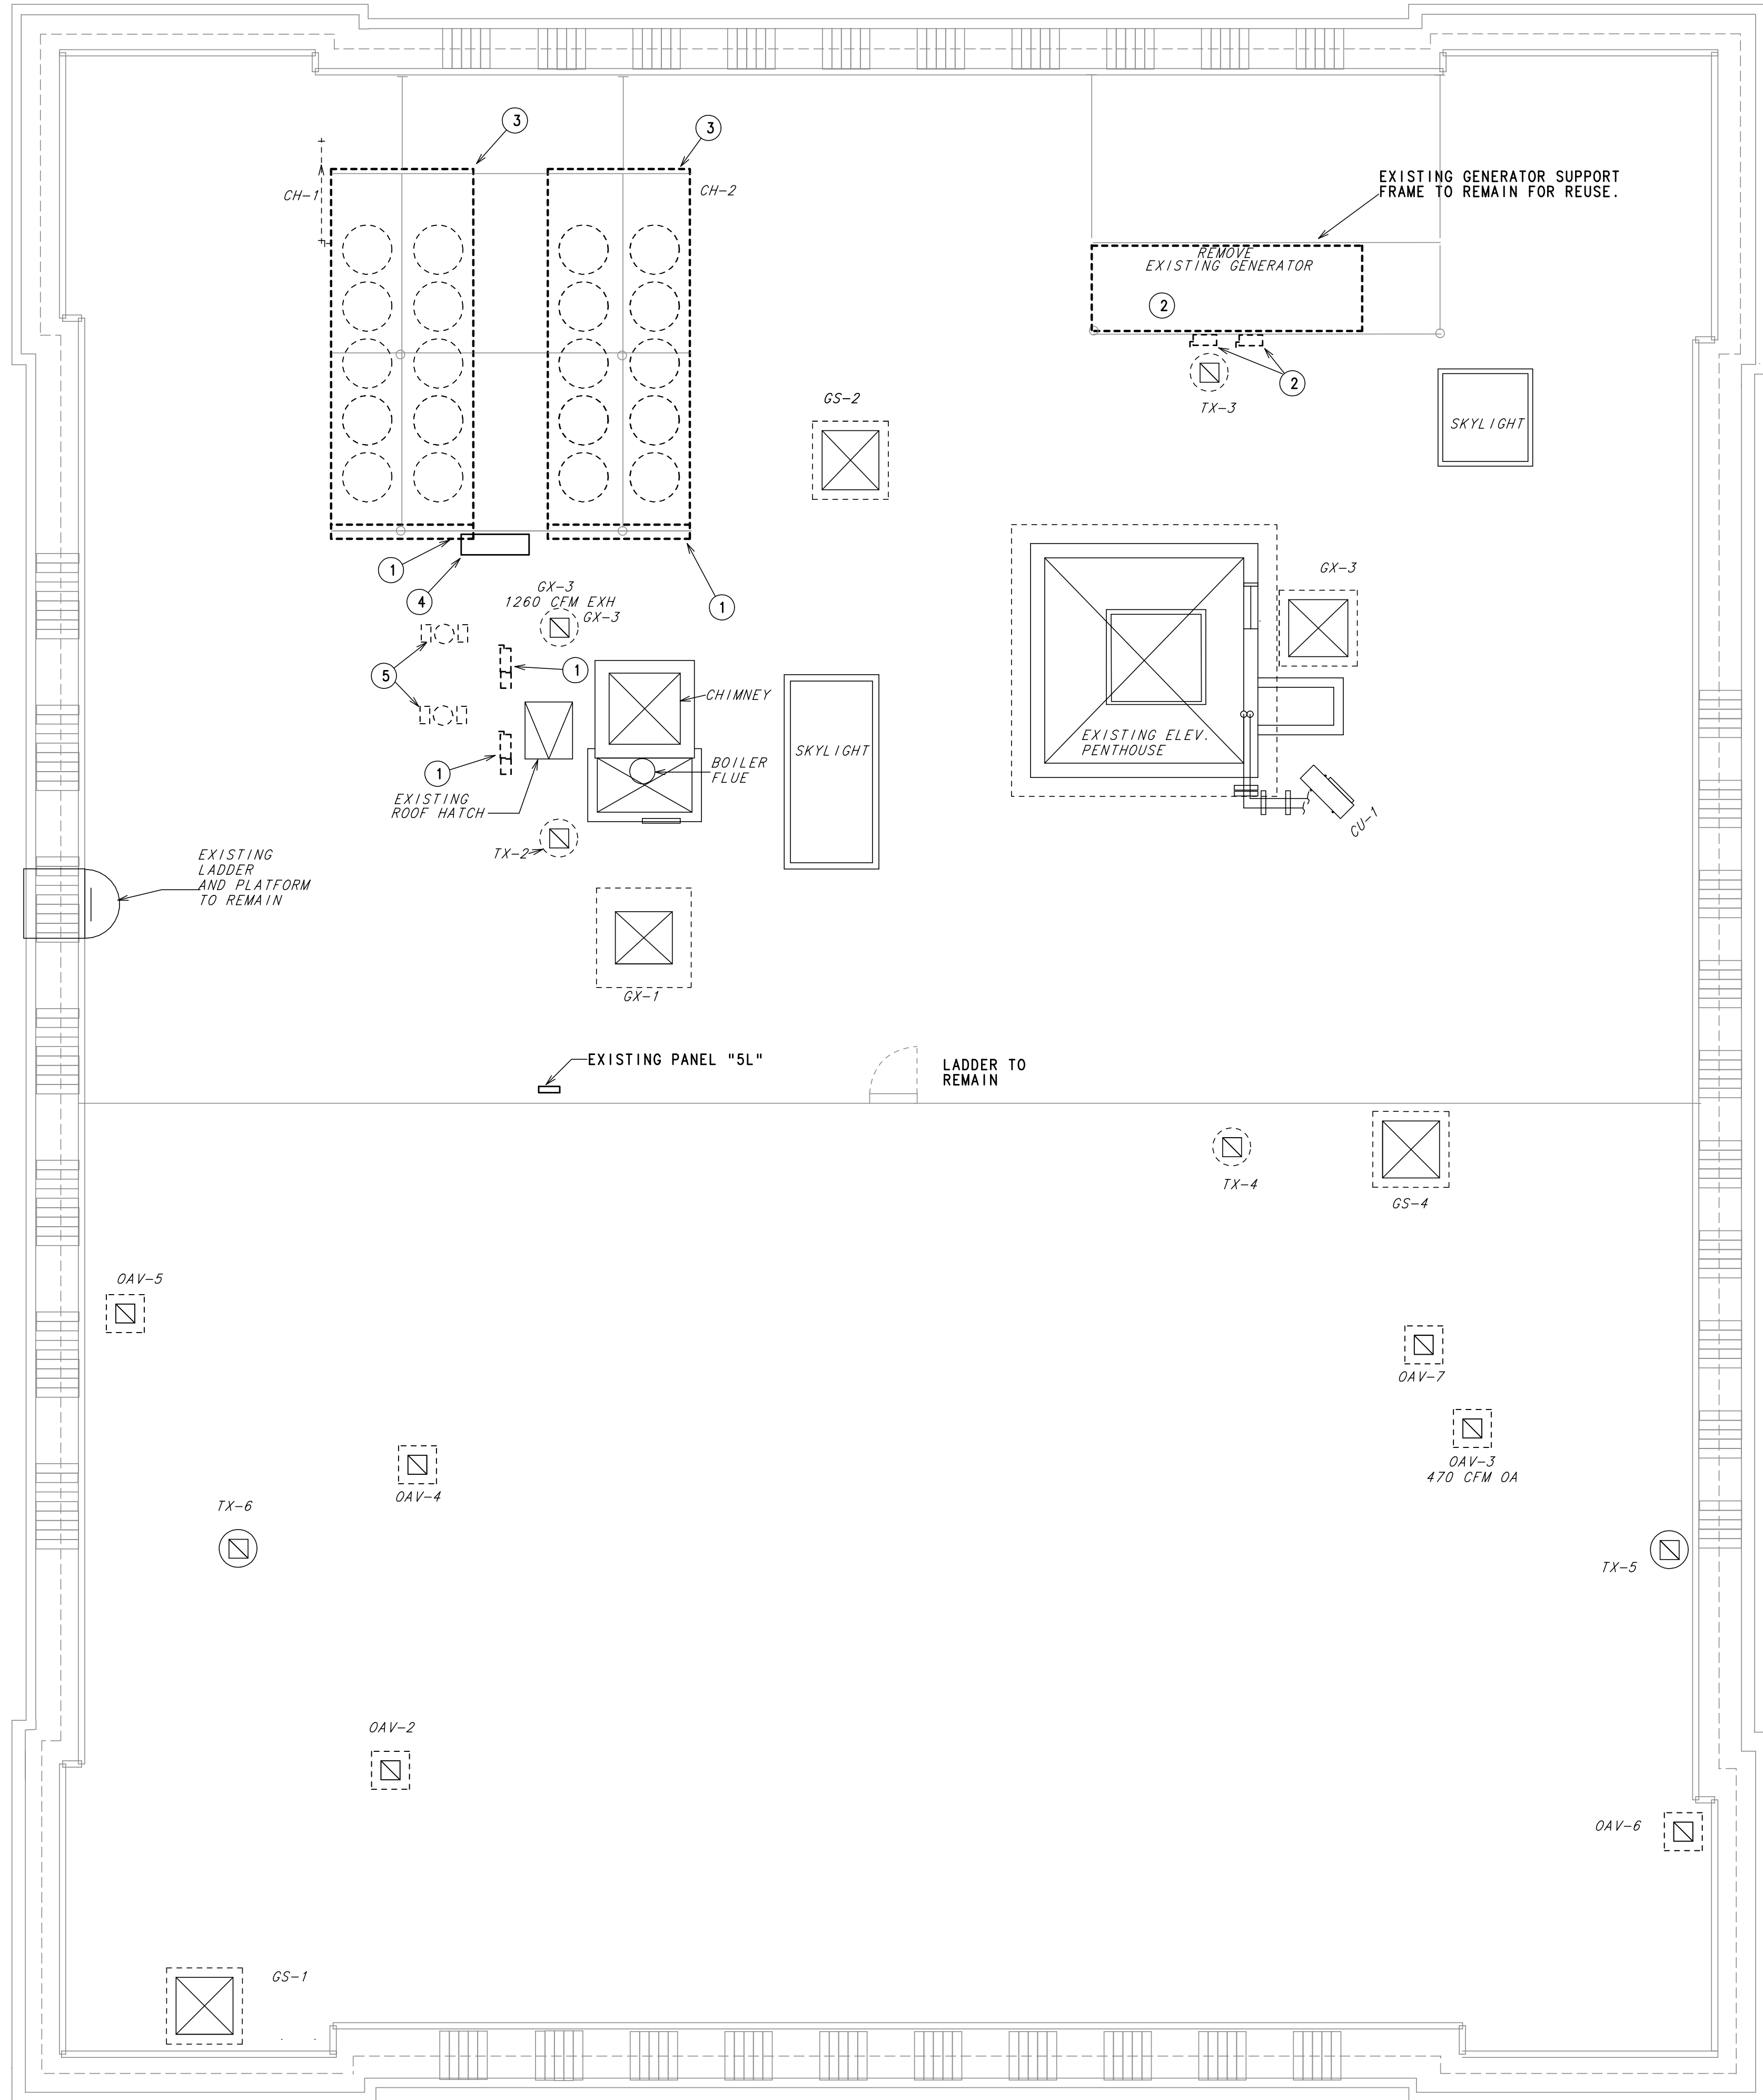 3
3
CH-1
CH-2
EXISTING GENERATOR SUPPORT
FRAME TO REMAIN FOR REUSE.
REMOVE
EXISTING GENERATOR
2
2
TX-3
GS-2
SKYLIGHT
1
4
1
GX-3
1260 CFM EXH
GX-3
GX-3
5
1
CHIMNEY
SKYLIGHT
EXISTING ELEV.
PENTHOUSE
BOILER
FLUE
1
EXISTING
ROOF HATCH
CU-1
TX-2
EXISTING
LADDER
AND PLATFORM
TO REMAIN
GX-1
EXISTING PANEL "5L"
LADDER TO
REMAIN
TX-4
GS-4
OAV-5
OAV-7
OAV-3
470 CFM OA
OAV-4
TX-6
TX-5
OAV-2
OAV-6
GS-1